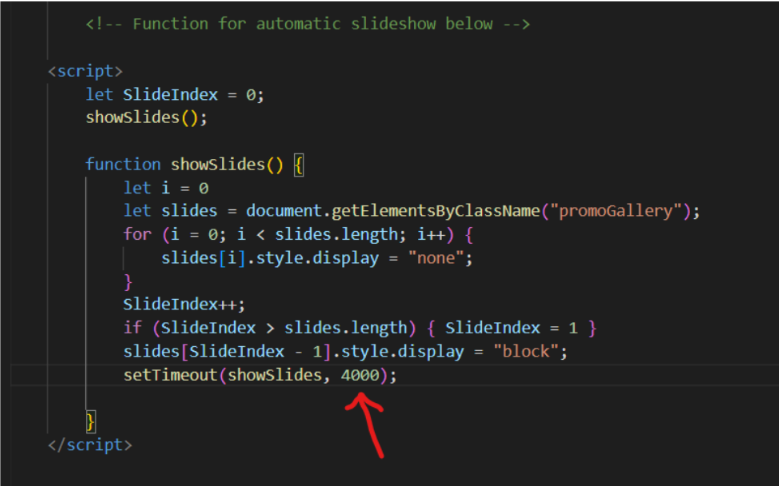 <!-- Function for automatic slideshow below -->
<script>
let SlideIndex = 0;
showSlides();
function showSlides() {
let i = 0
let slides = document.getElementsByClassName("promoGallery");
for (i = 0; i < slides.length; i++) {
slides[i].style.display = "none";
}
SlideIndex++;
if (SlideIndex > slides.length) { SlideIndex = 1 }
slides[SlideIndex - 1].style.display = "block";
setTimeout(showSlides, 4000);
}
</script>